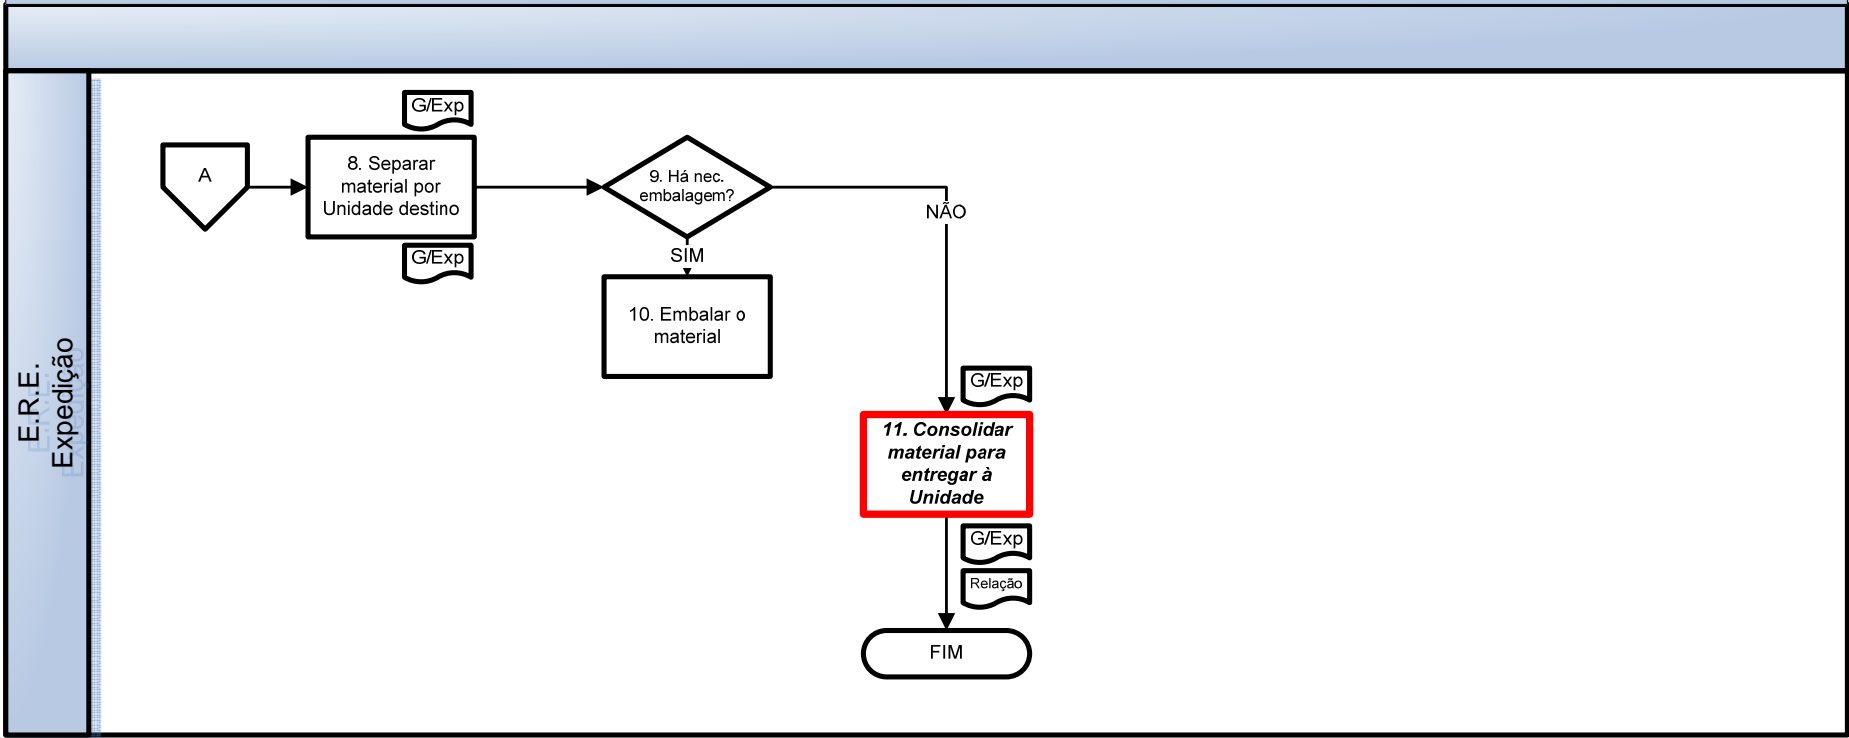 E.R.E.
Expedição
A
G/Exp
8. Separar
material por
Unidade destino
G/Exp
9. Há nec.
embalagem?
NÃO
SIM
10. Embalar o
material
G/Exp
11. Consolidar
material para
entregar à
Unidade
G/Exp
Relação
FIM